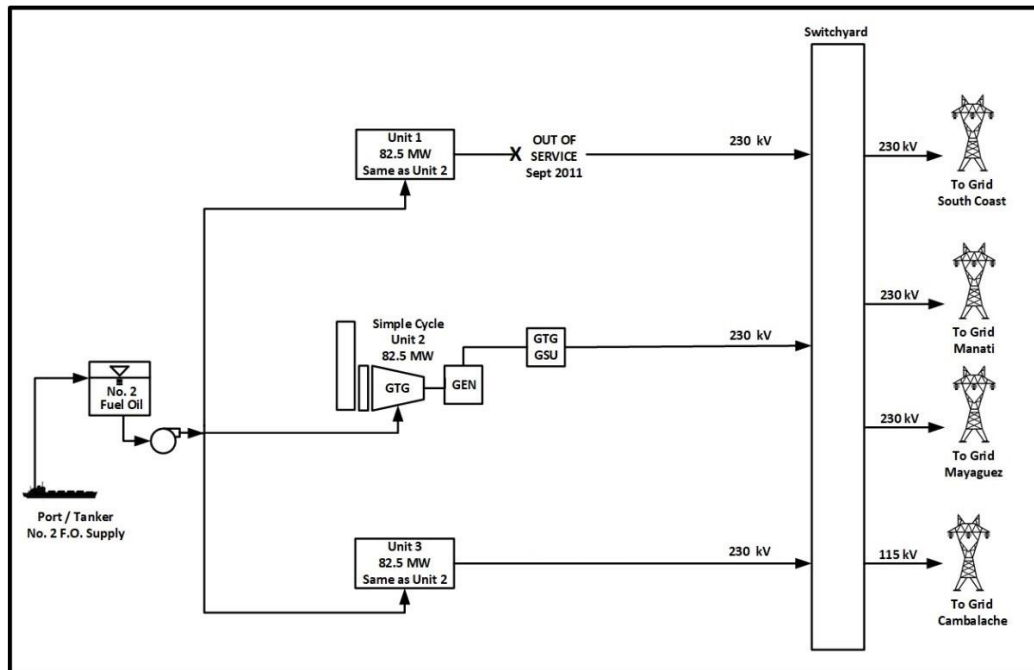 Switchyard
Unit 1
82.5 MW
Same as Unit 2
X
OUT OF
SERVICE
Sept 2011
230 kV
230 kV
To Grid
South Coast
Simple Cycle
Unit 2
82.5 MW
GTG
GEN
GTG
GSU
230 kV
230 kV
To Grid
Manati
230 kV
To Grid
Mayaguez
No. 2
Fuel Oil
Port / Tanker
No. 2 F.O. Supply
Unit 3
82.5 MW
Same as Unit 2
230 kV
115 kV
To Grid
Cambalache